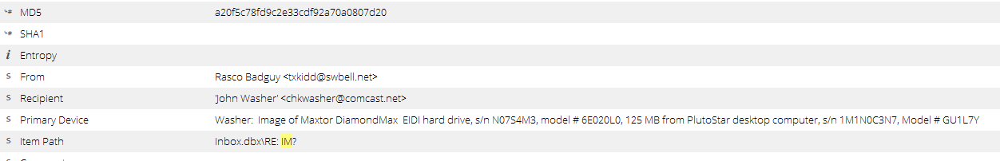 MD5 a20f5c78fd9c2e33cdf92a70a0807d20
SHA1
i Entropy
S From Rasco Badguy <txkidd@swbell.net>
S Recipient 'John Washer' <chkwasher@comcast.net>
S Primary Device Washer: Image of Maxtor DiamondMax EIDI hard drive, s/n N07S4M3, model # 6E020L0, 125 MB from PlutoStar desktop computer, s/n 1M1N0C3N7, Model # GU1L7Y
S Item Path Inbox.dbx\RE: IM?